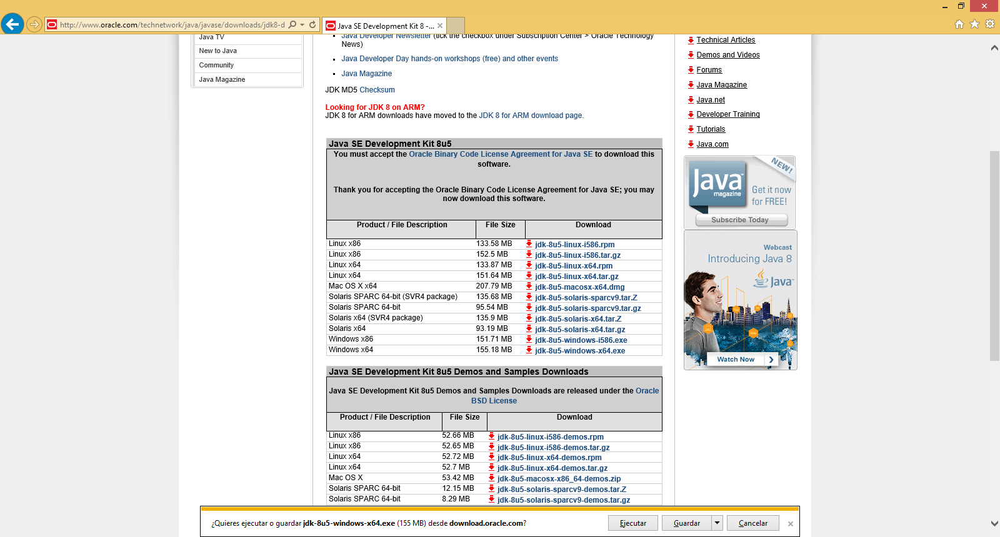 http://www.oracle.com/technetwork/java/javase/downloads/jdk8-d
Java SE Development Kit 8 -...
Java TV
New to Java
Community
Java Magazine
Java Developer Newsletter (tick the checkbox under Subscription Center > Oracle Technology
News)
Java Developer Day hands-on workshops (free) and other events
Java Magazine
JDK MD5 Checksum
Looking for JDK 8 on ARM?
JDK 8 for ARM downloads have moved to the JDK 8 for ARM download page.
Java SE Development Kit 8u5
You must accept the Oracle Binary Code License Agreement for Java SE to download this
software.
Thank you for accepting the Oracle Binary Code License Agreement for Java SE; you may
now download this software.
Product / File Description File Size Download
Linux x86 133.58 MB jdk-8u5-linux-i586.rpm
Linux x86 152.5 MB jdk-8u5-linux-i586.tar.gz
Linux x64 133.87 MB jdk-8u5-linux-x64.rpm
Linux x64 151.64 MB jdk-8u5-linux-x64.tar.gz
Mac OS X x64 207.79 MB jdk-8u5-macosx-x64.dmg
Solaris SPARC 64-bit (SVR4 package) 135.68 MB jdk-8u5-solaris-sparcv9.tar.Z
Solaris SPARC 64-bit 95.54 MB jdk-8u5-solaris-sparcv9.tar.gz
Solaris x64 (SVR4 package) 135.9 MB jdk-8u5-solaris-x64.tar.Z
Solaris x64 93.19 MB jdk-8u5-solaris-x64.tar.gz
Windows x86 151.71 MB jdk-8u5-windows-i586.exe
Windows x64 155.18 MB jdk-8u5-windows-x64.exe
Java SE Development Kit 8u5 Demos and Samples Downloads
Java SE Development Kit 8u5 Demos and Samples Downloads are released under the Oracle
BSD License
Product / File Description File Size Download
Linux x86 52.66 MB jdk-8u5-linux-i586-demos.rpm
Linux x86 52.65 MB jdk-8u5-linux-i586-demos.tar.gz
Linux x64 52.72 MB jdk-8u5-linux-x64-demos.rpm
Linux x64 52.7 MB jdk-8u5-linux-x64-demos.tar.gz
Mac OS X 53.42 MB jdk-8u5-macosx-x86_64-demos.zip
Solaris SPARC 64-bit 12.15 MB jdk-8u5-solaris-sparcv9-demos.tar.Z
Solaris SPARC 64-bit 8.29 MB jdk-8u5-solaris-sparcv9-demos.tar.gz
Technical Articles
Demos and Videos
Forums
Java Magazine
Java.net
Developer Training
Tutorials
Java.com
NEW!
Java
magazine
Get it now
for FREE!
Subscribe Today
Webcast
Introducing Java 8
Java
Watch Now
¿Quieres ejecutar o guardar jdk-8u5-windows-x64.exe (155 MB) desde download.oracle.com?
Ejecutar Guardar Cancelar